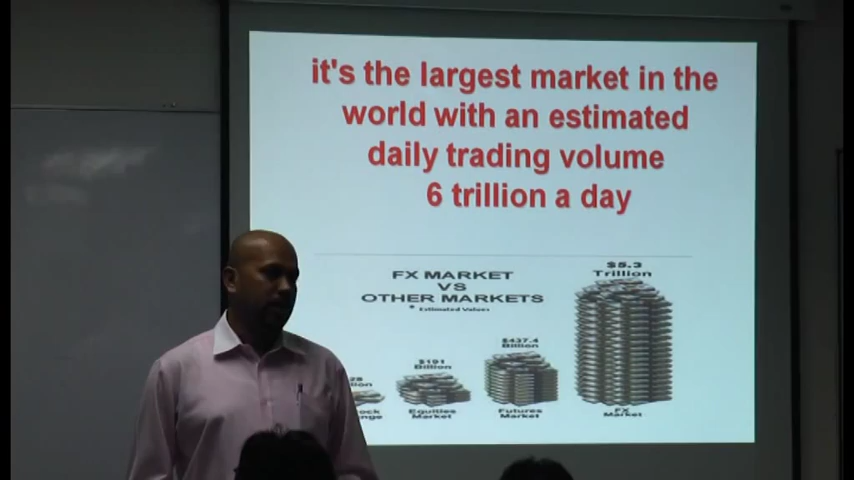 it's the largest market in the
world with an estimated
daily trading volume
6 trillion a day
FX MARKET
VS
OTHER MARKETS
* Estimated Values
$5.3
Trillion
$437.4
Billion
$191
Billion
Equities
Market
Futures
Market
FX
Market